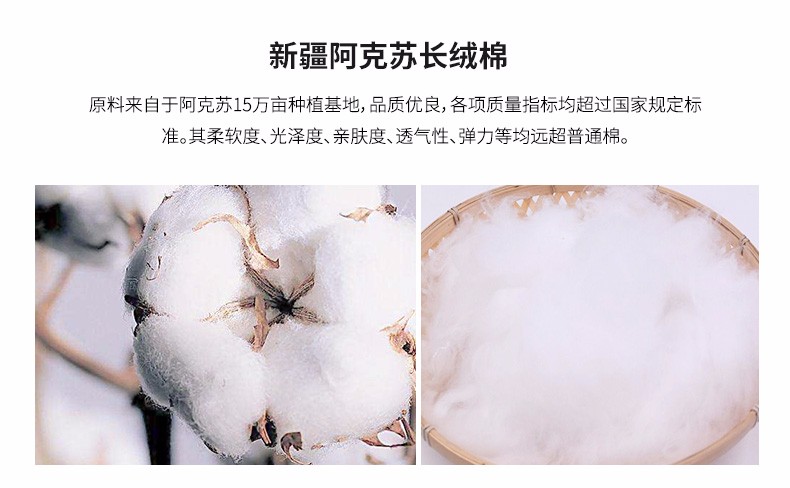 新疆阿克苏长绒棉
原料来自于阿克苏15万亩种植基地，品质优良，各项质量指标均超过国家规定标
准。其柔软度、光泽度、亲肤度、透气性、弹力等均远超普通棉。